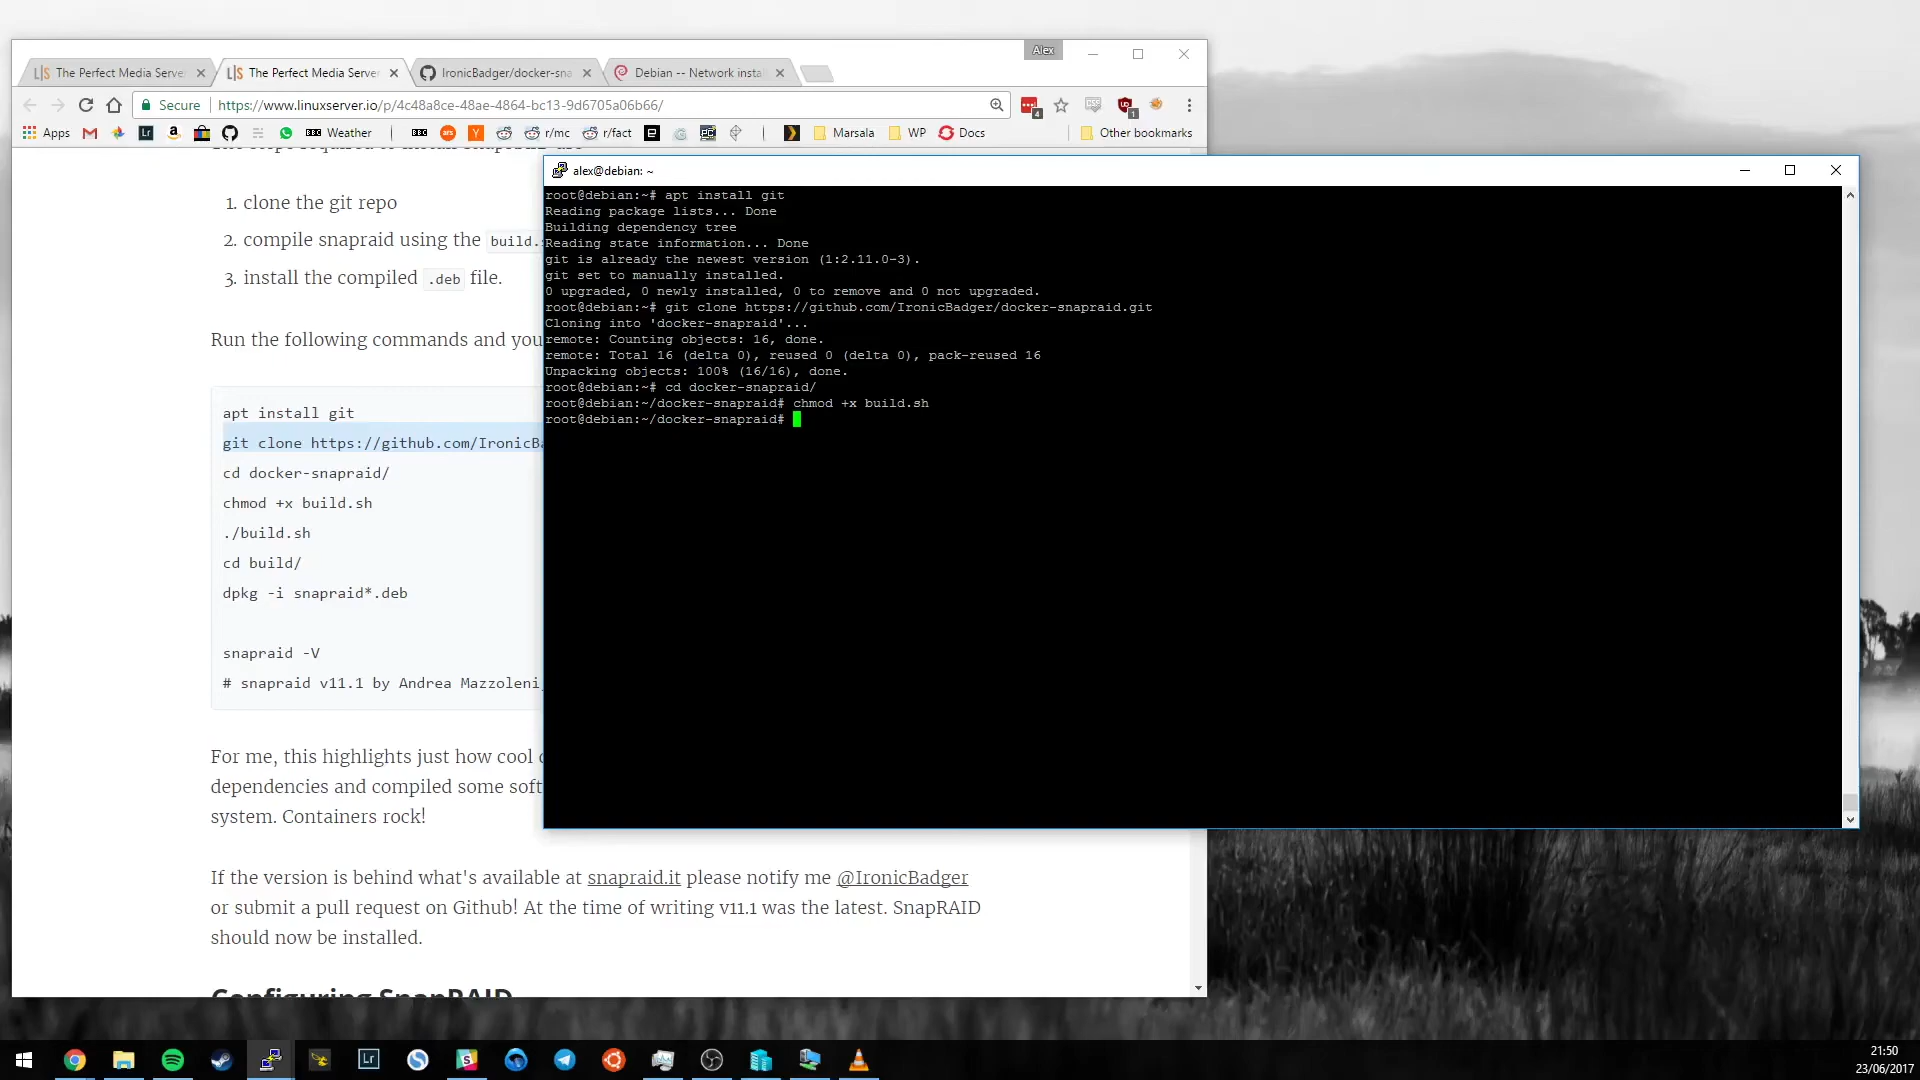 Alex
The Perfect Media Serve
The Perfect Media Server
IronicBadger/docker-sna
Debian -- Network instal
Secure
https://www.linuxserver.io/p/4c48a8ce-48ae-4864-bc13-9d6705a06b66/
Apps
Lr
a
BBC Weather
BBC
ars
Y
r/mc
r/fact
Marsala
WP
Docs
Other bookmarks
1. clone the git repo
2. compile snapraid using the build.s
3. install the compiled .deb file.
Run the following commands and you
apt install git
git clone https://github.com/IronicBa
cd docker-snapraid/
chmod +x build.sh
./build.sh
cd build/
dpkg -i snapraid*.deb
snapraid -V
# snapraid v11.1 by Andrea Mazzoleni,
For me, this highlights just how cool d
dependencies and compiled some soft
system. Containers rock!
If the version is behind what's available at snapraid.it please notify me @IronicBadger
or submit a pull request on Github! At the time of writing v11.1 was the latest. SnapRAID
should now be installed.
Configuring SnapRAID
alex@debian: ~
root@debian:~# apt install git
Reading package lists... Done
Building dependency tree
Reading state information... Done
git is already the newest version (1:2.11.0-3).
git set to manually installed.
0 upgraded, 0 newly installed, 0 to remove and 0 not upgraded.
root@debian:~# git clone https://github.com/IronicBadger/docker-snapraid.git
Cloning into 'docker-snapraid'...
remote: Counting objects: 16, done.
remote: Total 16 (delta 0), reused 0 (delta 0), pack-reused 16
Unpacking objects: 100% (16/16), done.
root@debian:~# cd docker-snapraid/
root@debian:~/docker-snapraid# chmod +x build.sh
root@debian:~/docker-snapraid#
Lr
21:50
23/06/2017